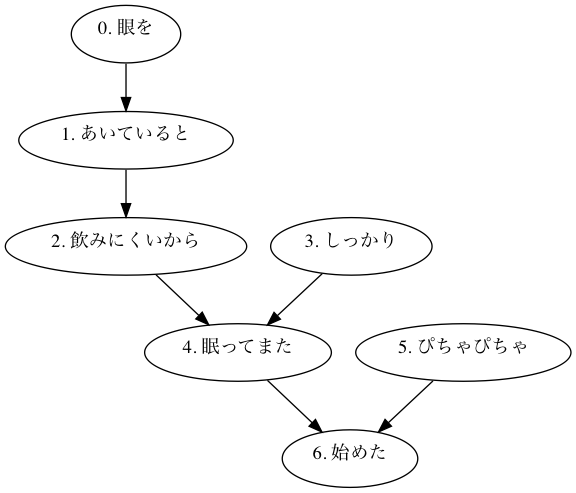 0. 眼を
1. あいていると
2. 飲みにくいから
3. しっかり
4. 眠ってまた
5. ぴちゃぴちゃ
6. 始めた